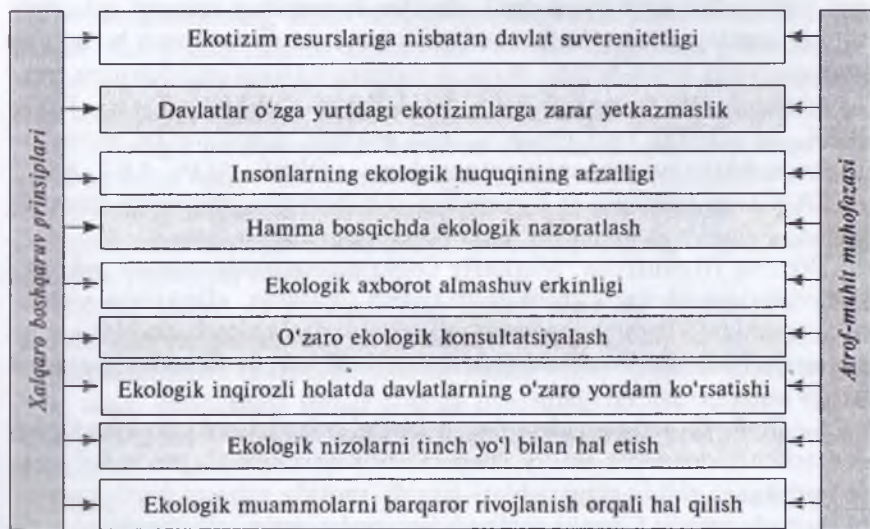 Xalqaro boshqaruv prinsiplari
Ekotizim resurslariga nisbatan davlat suverenitetligi
Davlatlar o‘zga yurtdagi ekotizimlarga zarar yetkazmaslik
Insonlarning ekologik huquqining afzalligi
Hamma bosqichda ekologik nazoratlash
Ekologik axborot almashuv erkinligi
O‘zaro ekologik konsultatsiyalash
Ekologik inqirozli holatda davlatlarning o‘zaro yordam ko‘rsatishi
Ekologik nizolarni tinch yo‘l bilan hal etish
Ekologik muammolarni barqaror rivojlanish orqali hal qilish
Atrof-muhit muhofazasi